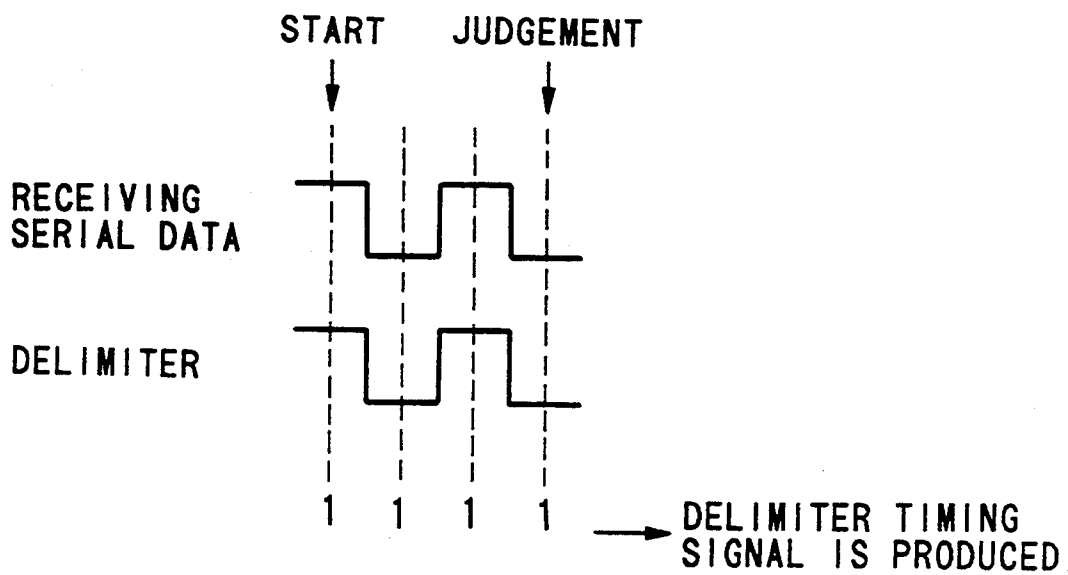 START JUDGEMENT
RECEIVING
SERIAL DATA
DELIMITER
1 1 1 1
DELIMITER TIMING
SIGNAL IS PRODUCED